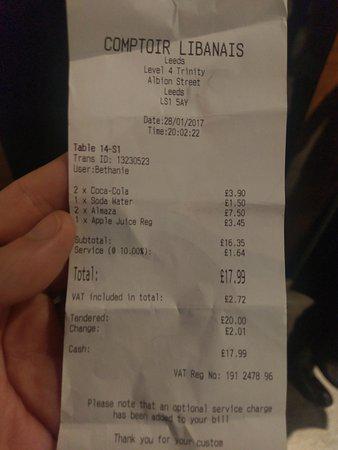 COMPTOIR LIBANAIS
Leeds
Level 4 Trinity
Albion Street
Leeds
LS1 5AY
Date:28/01/2017
Time:20:02:22
Table 14-S1
Trans ID: 13230523
User:Bethanie
2 x Coca-Cola £3.90
1 x Soda Water £1.50
2 x Almaza £7.50
1 x Apple Juice Reg £3.45
Subtotal: £16.35
Service (@ 10.00%): £1.64
Total: £17.99
VAT included in total: £2.72
Tendered: £20.00
Change: £2.01
Cash: £17.99
VAT Reg No: 191 2478 96
Please note that an optional service charge
has been added to your bill
Thank you for your custom